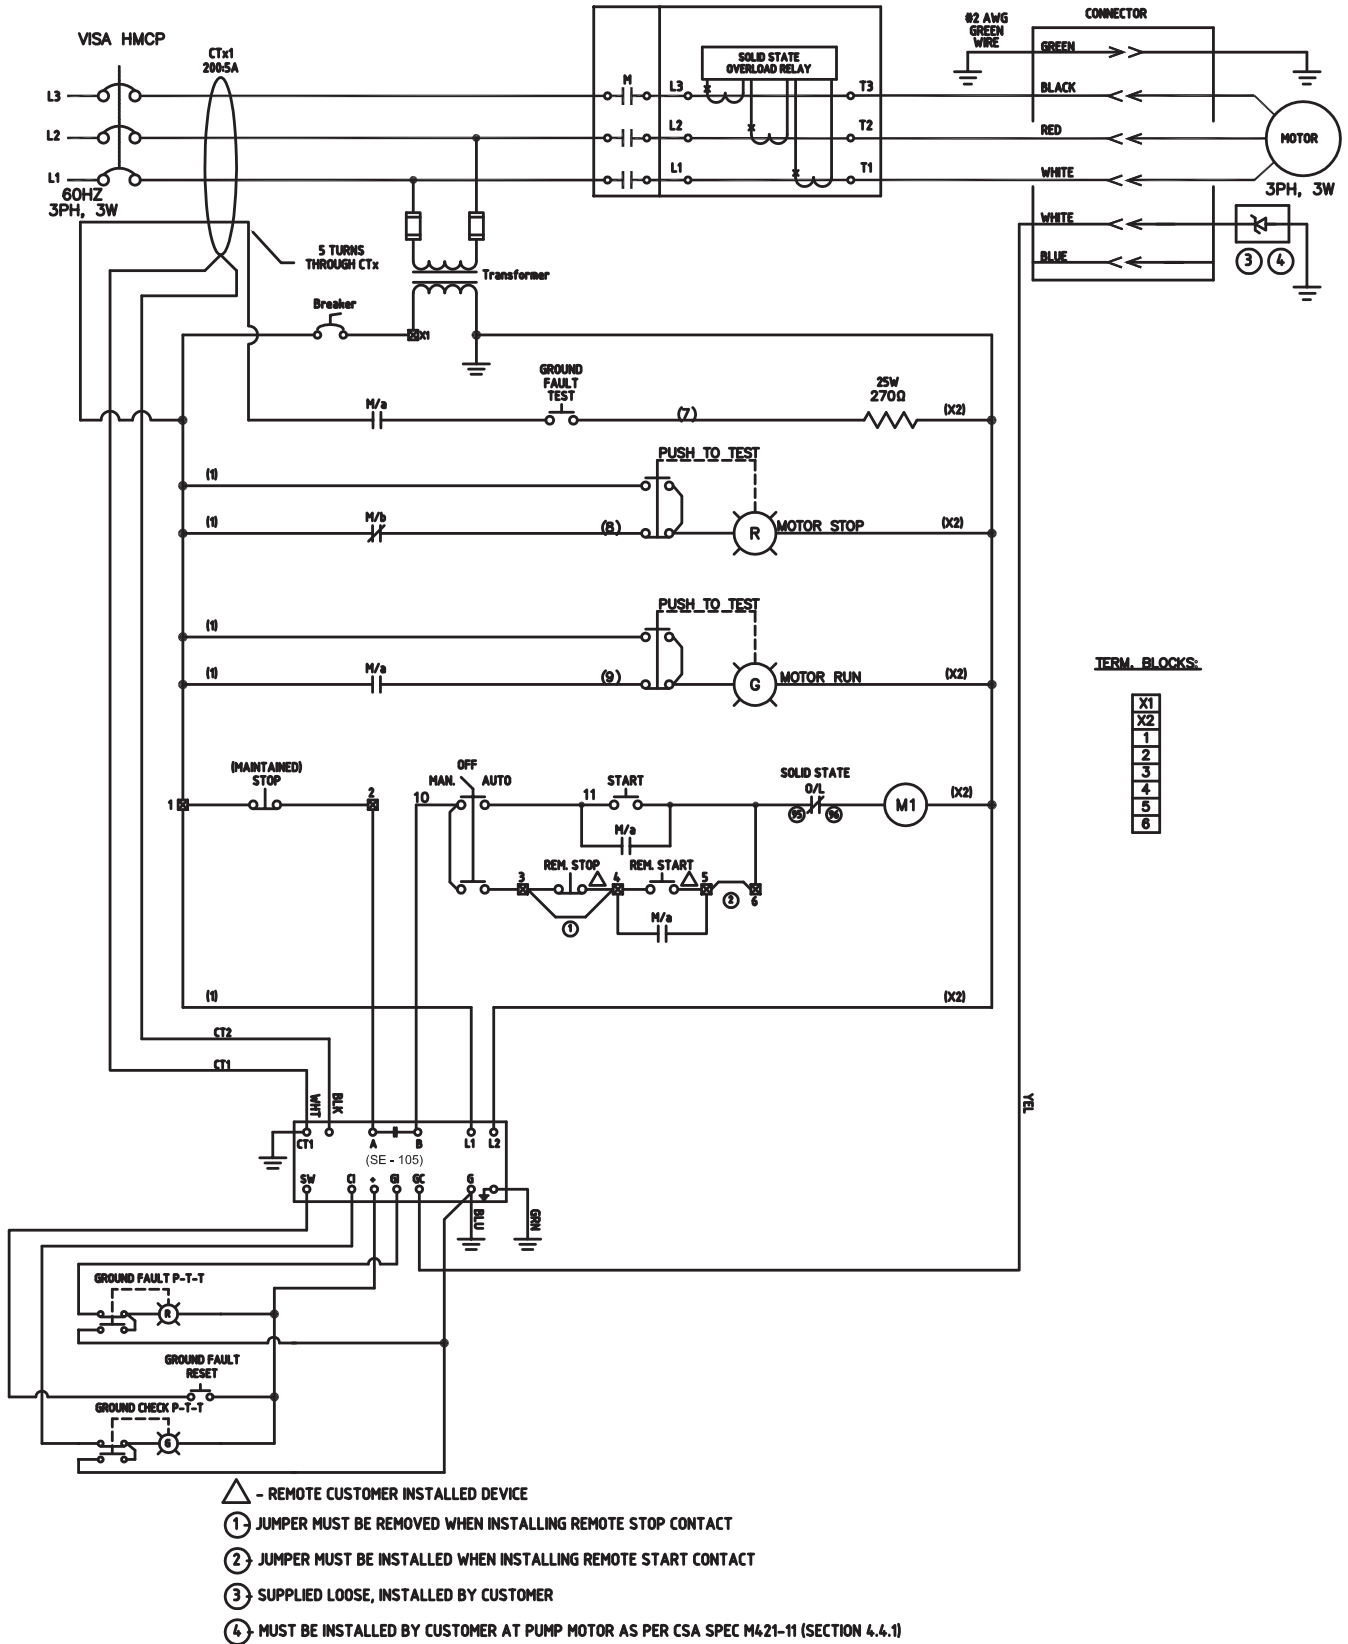 VISA HMCP
CTx1
200:5A
#2 AWG
GREEN
WIRE
CONNECTOR
SOLID STATE
OVERLOAD RELAY
GREEN
L3
M
L3
T3
BLACK
L2
L2
T2
RED
MOTOR
L1
L1
T1
WHITE
60HZ
3PH, 3W
3PH, 3W
WHITE
5 TURNS
THROUGH CTx
BLUE
3
4
Transformer
Breaker
X1
GROUND
FAULT
TEST
25W
270Ω
M/a
(7)
(X2)
PUSH TO TEST
(1)
(1)
M/b
(8)
R
MOTOR STOP
(X2)
PUSH TO TEST
(1)
(1)
M/a
(9)
G
MOTOR RUN
(X2)
TERM. BLOCKS:
X1
X2
1
2
3
4
5
6
(MAINTAINED)
STOP
OFF
MAN.
AUTO
START
SOLID STATE
O/L
1
2
10
11
95
96
M1
(X2)
M/a
REM. STOP
REM. START
3
4
5
6
1
2
M/a
(1)
(X2)
CT2
CT1
WHT
BLK
YEL
CT1
A
B
L1
L2
(SE - 105)
SW
CI
+
GI
GC
G
BLU
GRN
GROUND FAULT P-T-T
R
GROUND FAULT
RESET
GROUND CHECK P-T-T
G
- REMOTE CUSTOMER INSTALLED DEVICE
1 - JUMPER MUST BE REMOVED WHEN INSTALLING REMOTE STOP CONTACT
2 - JUMPER MUST BE INSTALLED WHEN INSTALLING REMOTE START CONTACT
3 - SUPPLIED LOOSE, INSTALLED BY CUSTOMER
4 - MUST BE INSTALLED BY CUSTOMER AT PUMP MOTOR AS PER CSA SPEC M421-11 (SECTION 4.4.1)